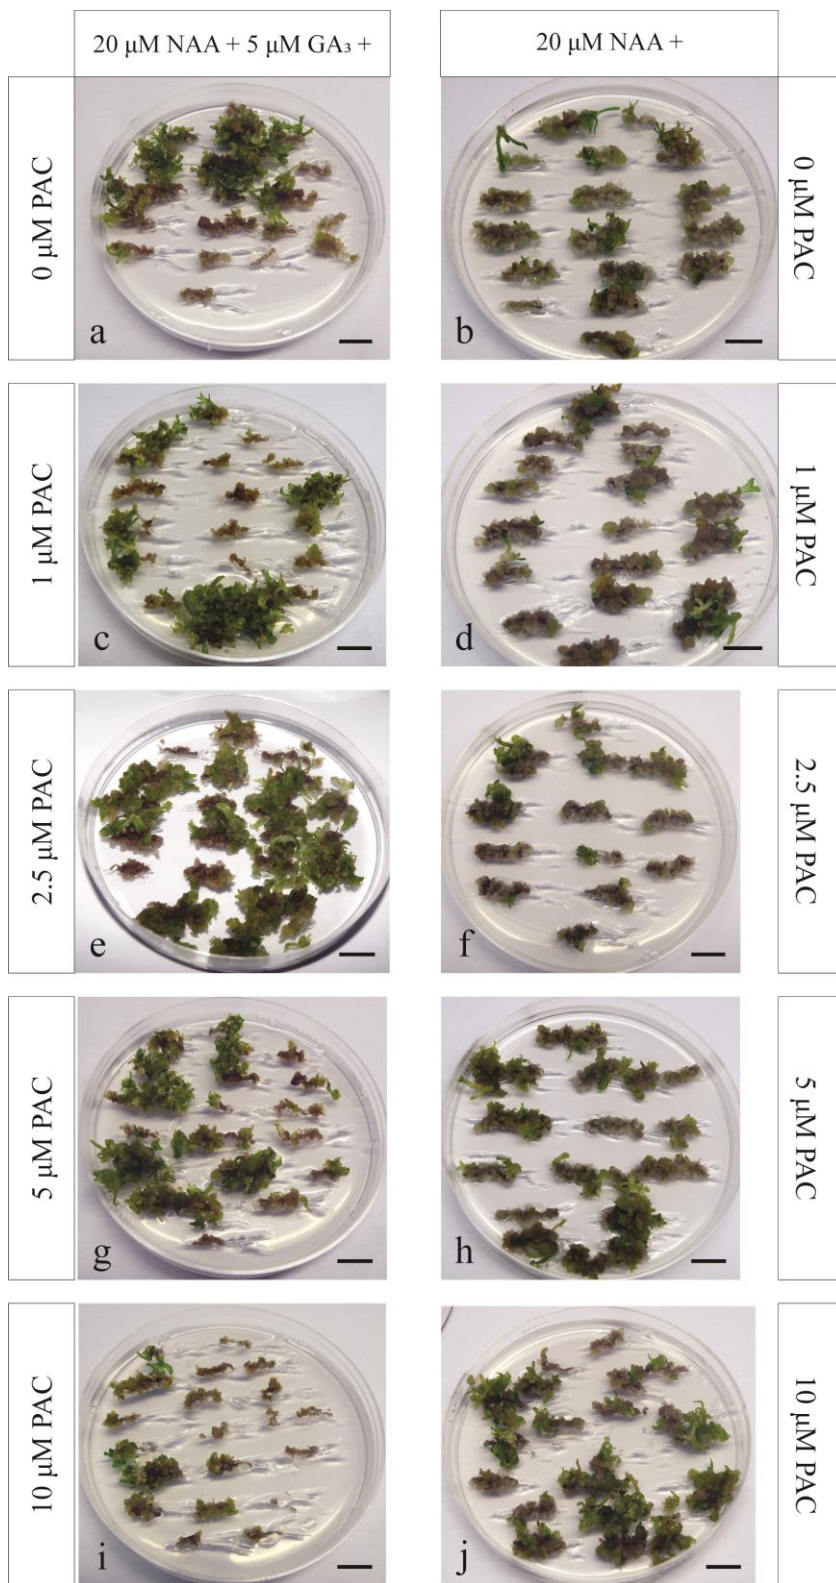 20 μM NAA + 5 μM GA₃ +
20 μM NAA +
0 μM PAC
a
b
0 μM PAC
1 μM PAC
c
d
1 μM PAC
2.5 μM PAC
e
f
2.5 μM PAC
5 μM PAC
g
h
5 μM PAC
10 μM PAC
i
j
10 μM PAC